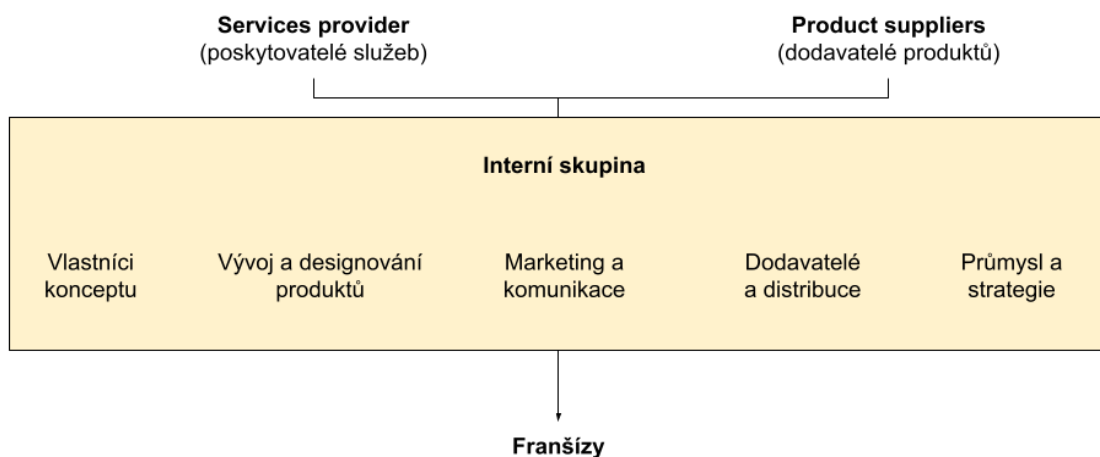 Services provider
(poskytovatelé služeb)
Product suppliers
(dodavatelé produktů)
Interní skupina
Vlastníci
konceptu
Vývoj a designování
produktů
Marketing a
komunikace
Dodavatelé
a distribuce
Průmysl a
strategie
Franšízy